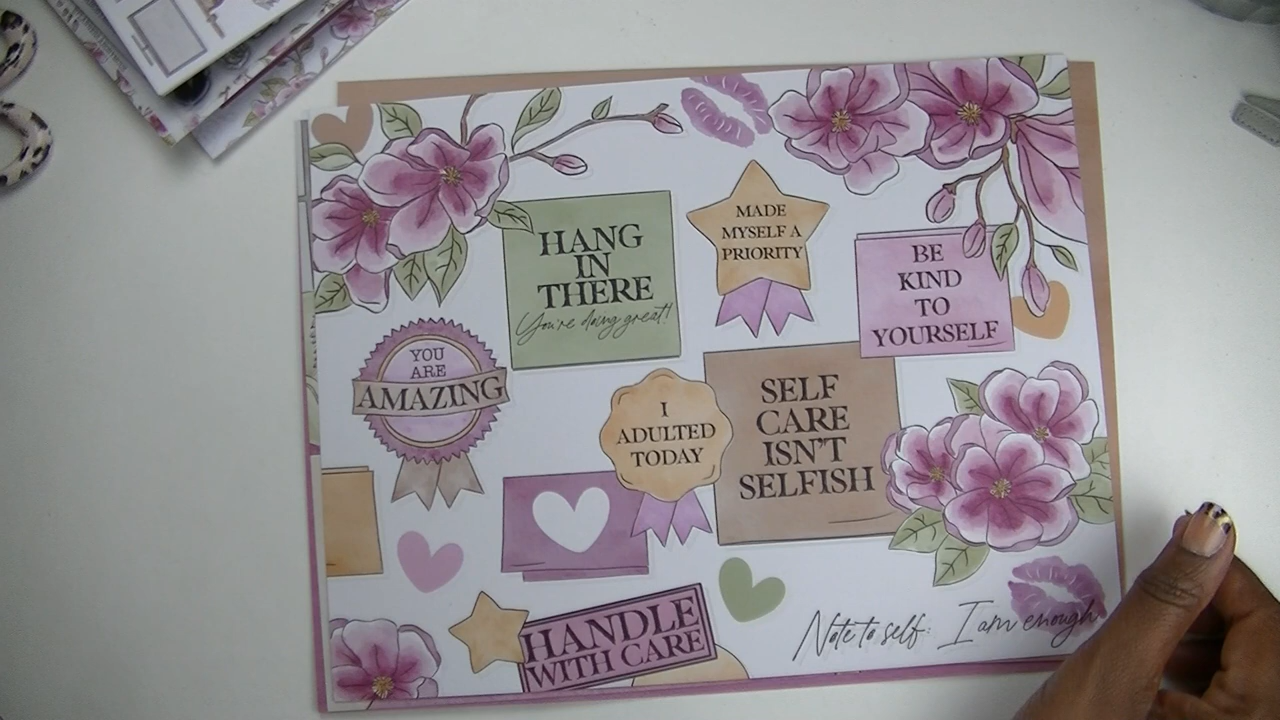 HANG
IN
THERE
You're doing great!
MADE
MYSELF A
PRIORITY
BE
KIND
TO
YOURSELF
YOU
ARE
AMAZING
I
ADULTED
TODAY
SELF
CARE
ISN'T
SELFISH
HANDLE
WITH CARE
Note to self: I am enough